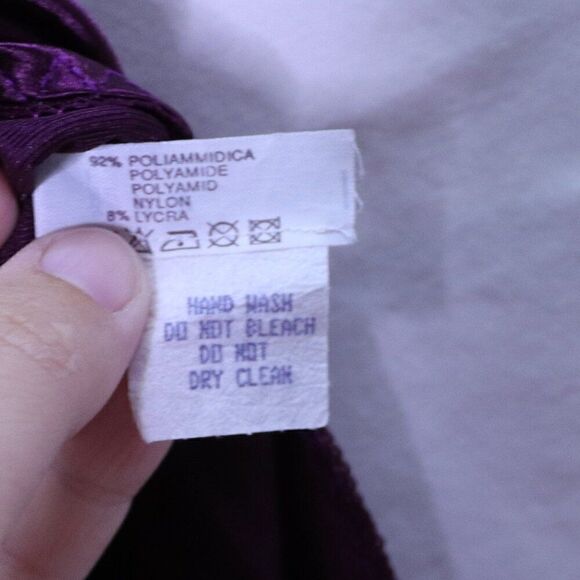 92% POLIAMMIDICA
POLYAMIDE
POLYAMID
NYLON
8% LYCRA
HAND WASH
DO NOT BLEACH
DO NOT
DRY CLEAN